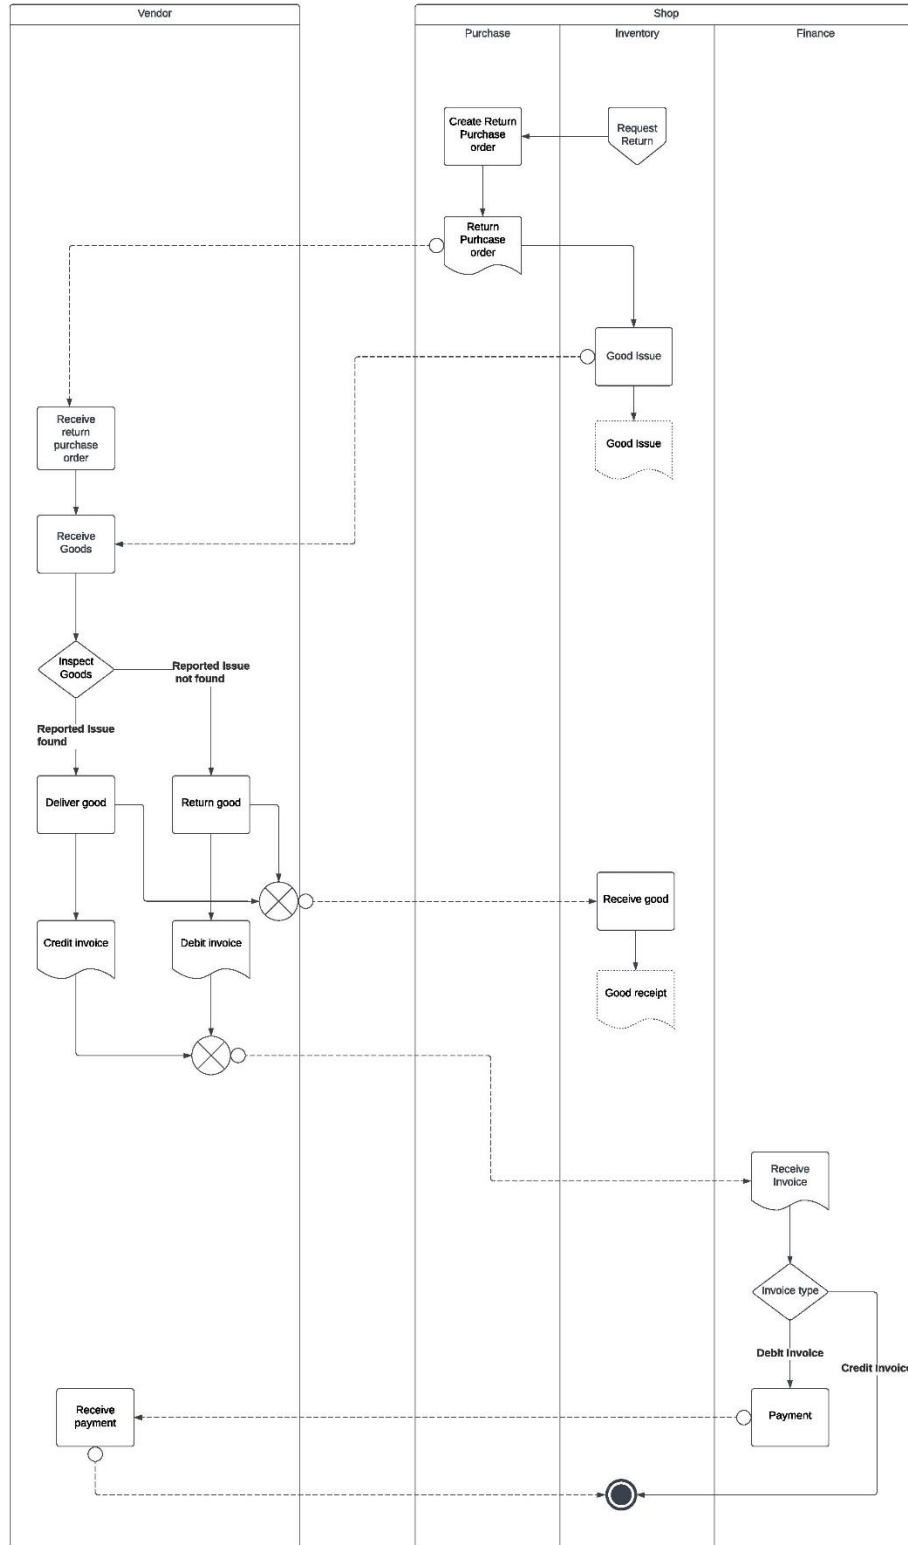 Vendor
Shop
Purchase
Inventory
Finance
Create Return
Purchase
order
Request
Return
Return
Purhcase
order
Good Issue
Receive
return
purchase
order
Good Issue
Receive
Goods
Inspect
Goods
Reported Issue
not found
Reported Issue
found
Deliver good
Return good
Receive good
Credit invoice
Debit invoice
Good receipt
Receive
Invoice
Invoice type
Debit Invoice
Credit Invoice
Receive
payment
Payment